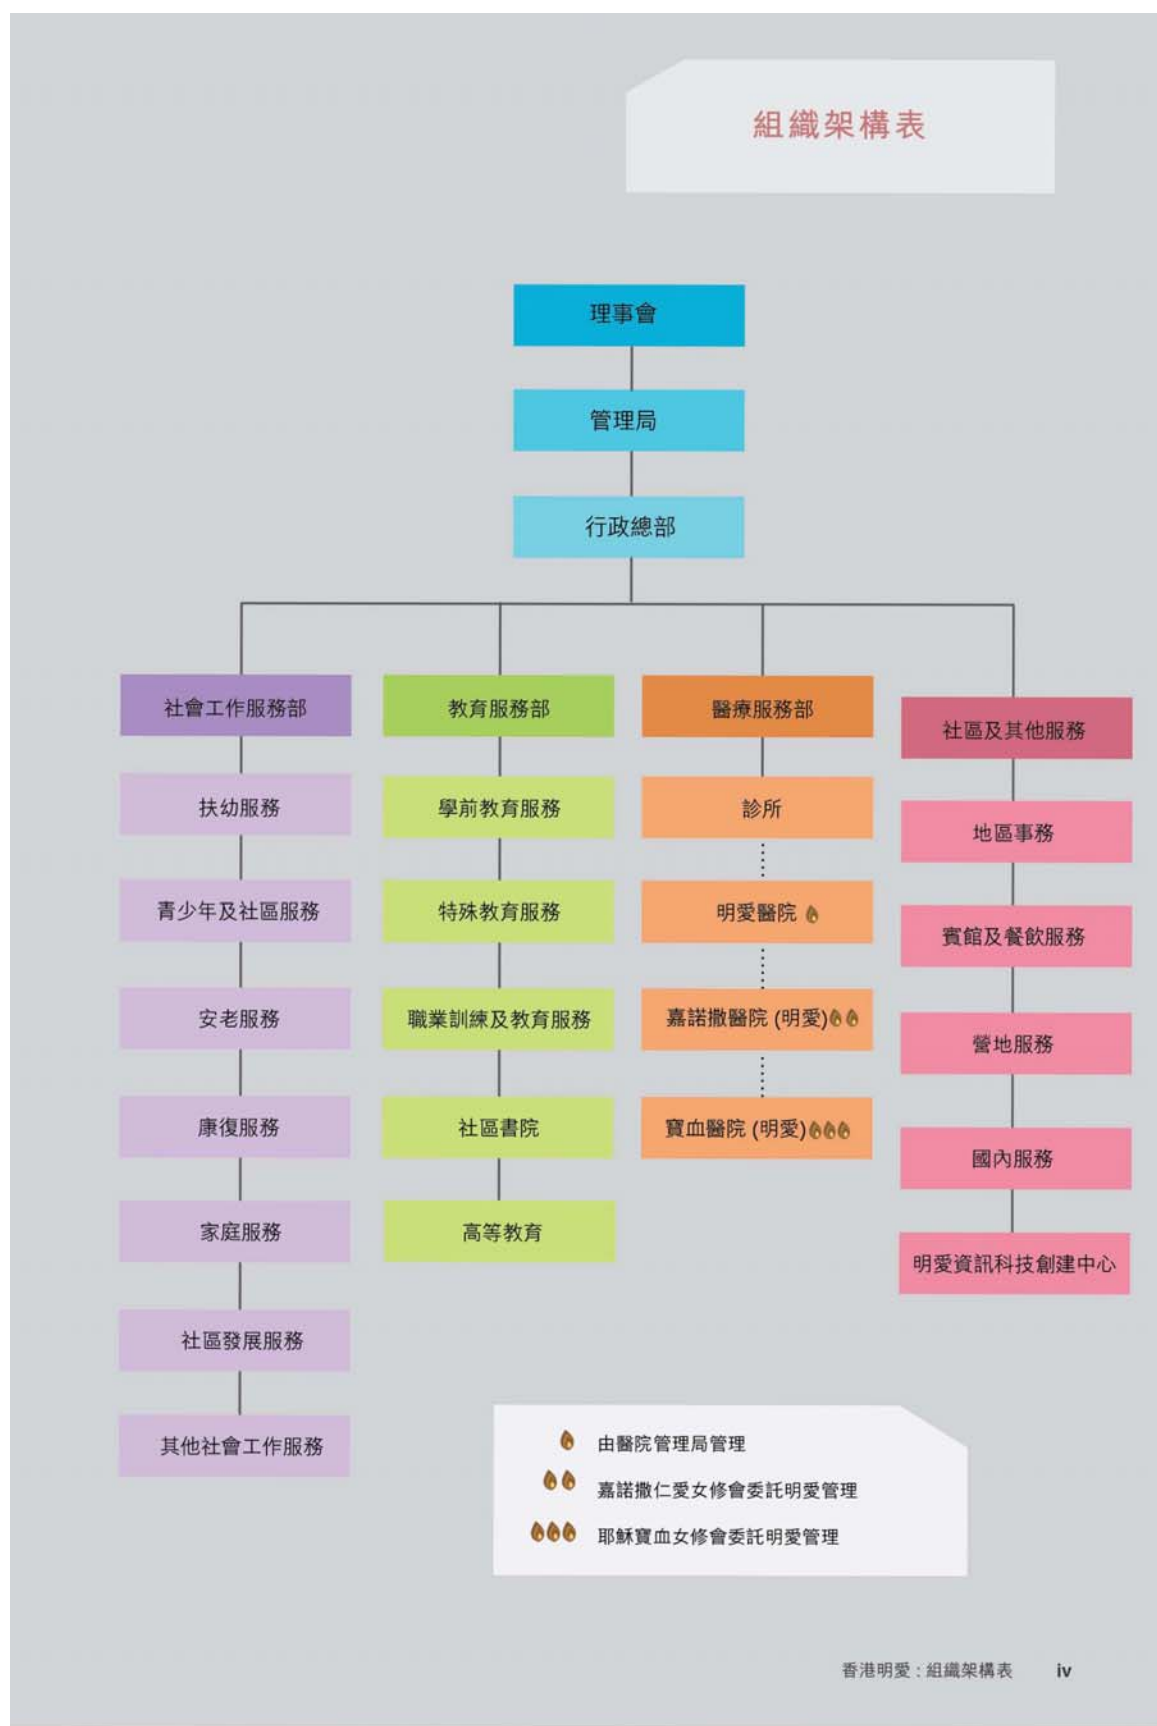 組織架構表
理事會
管理局
行政總部
社會工作服務部
扶幼服務
青少年及社區服務
安老服務
康復服務
家庭服務
社區發展服務
其他社會工作服務
教育服務部
學前教育服務
特殊教育服務
職業訓練及教育服務
社區書院
高等教育
醫療服務部
診所
明愛醫院
嘉諾撒醫院 (明愛)
寶血醫院 (明愛)
社區及其他服務
地區事務
賓館及餐飲服務
營地服務
國內服務
明愛資訊科技創建中心
由醫院管理局管理
嘉諾撒仁愛女修會委託明愛管理
耶穌寶血女修會委託明愛管理
香港明愛 : 組織架構表 iv